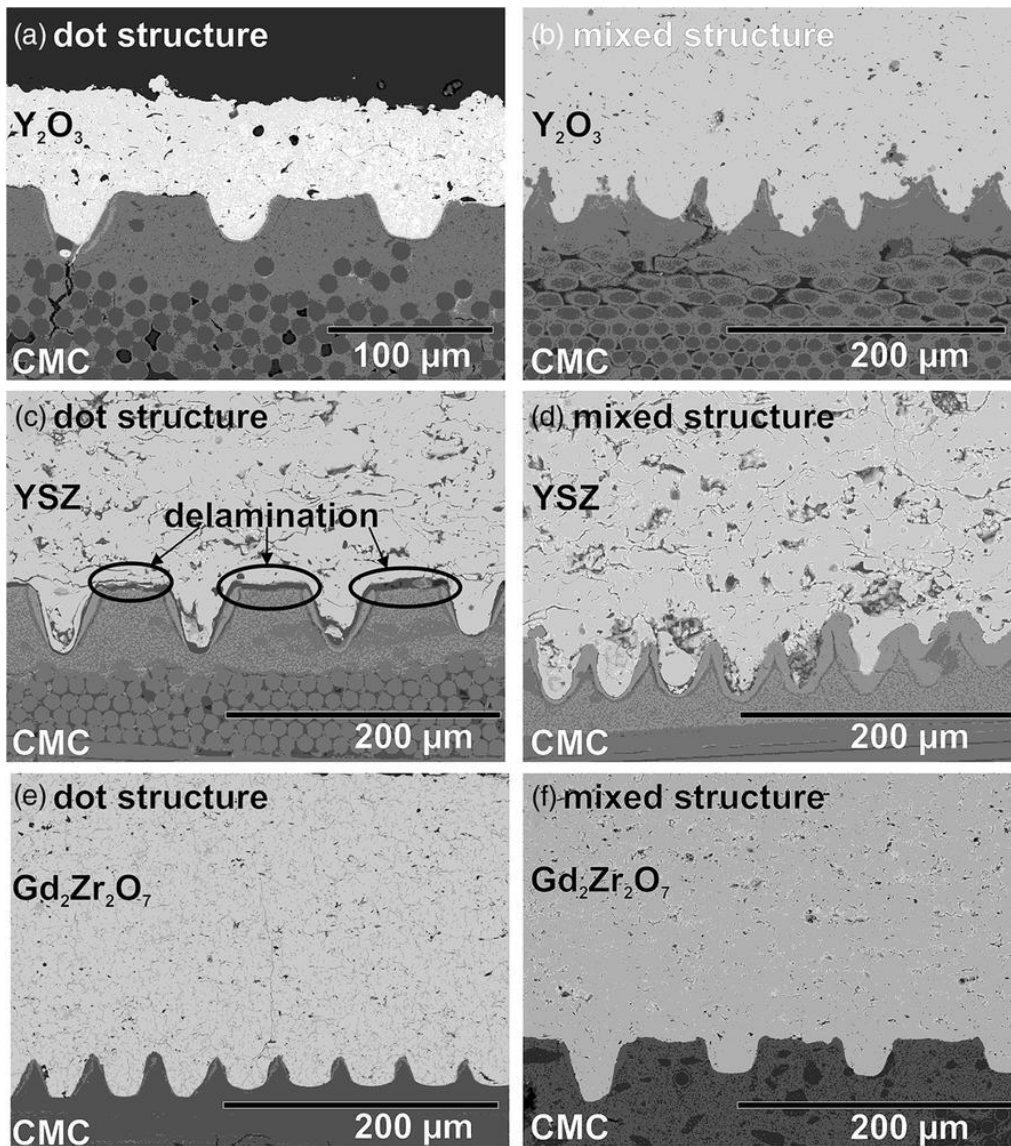 (a) dot structure
Y₂O₃
CMC
100 µm
(b) mixed structure
Y₂O₃
CMC
200 µm
(c) dot structure
YSZ
delamination
CMC
200 µm
(d) mixed structure
YSZ
CMC
200 µm
(e) dot structure
Gd₂Zr₂O₇
CMC
200 µm
(f) mixed structure
Gd₂Zr₂O₇
CMC
200 µm